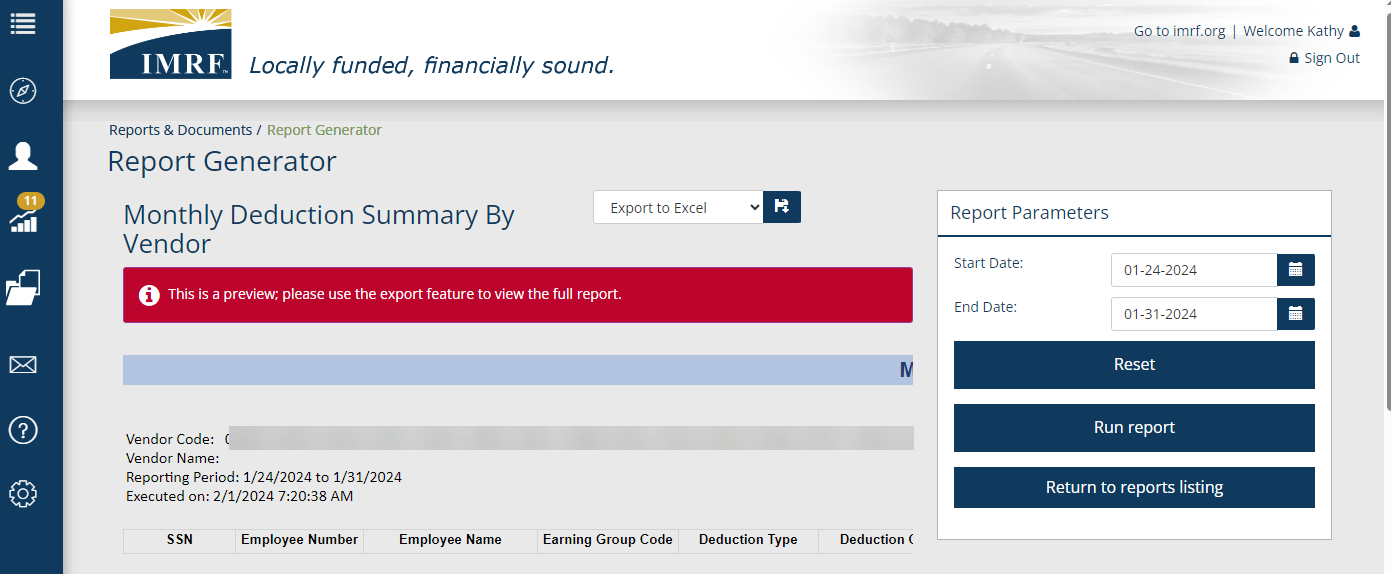 IMRF
Locally funded, financially sound.
Go to imrf.org | Welcome Kathy
Sign Out
11
Reports & Documents / Report Generator
Report Generator
Monthly Deduction Summary By
Vendor
Export to Excel
This is a preview; please use the export feature to view the full report.
Vendor Code:
Vendor Name:
Reporting Period: 1/24/2024 to 1/31/2024
Executed on: 2/1/2024 7:20:38 AM
SSN Employee Number Employee Name Earning Group Code Deduction Type Deduction
Report Parameters
Start Date: 01-24-2024
End Date: 01-31-2024
Reset
Run report
Return to reports listing